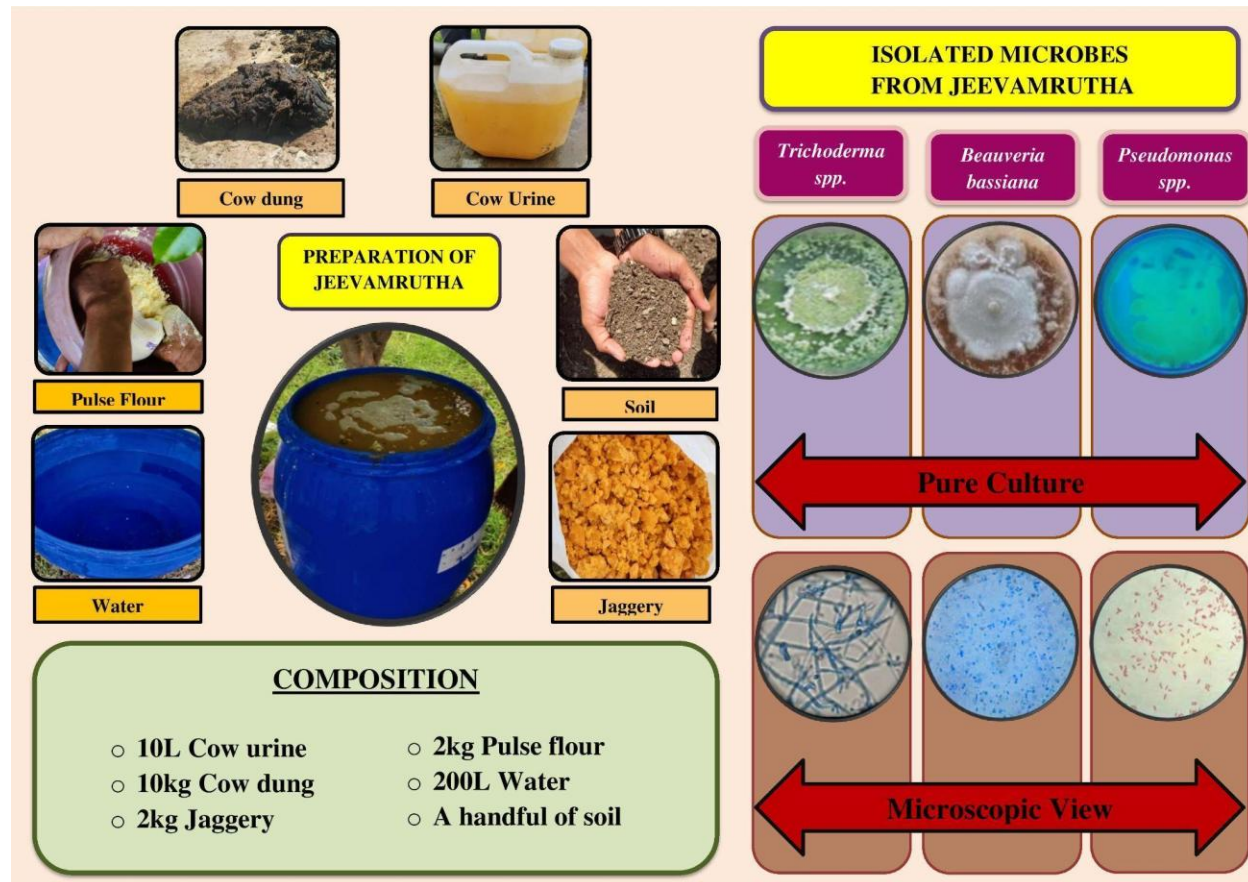 Cow dung
Cow Urine
PREPARATION OF
JEEVAMRUTHA
Pulse Flour
Soil
Water
Jaggery
COMPOSITION
○ 10L Cow urine
○ 10kg Cow dung
○ 2kg Jaggery
○ 2kg Pulse flour
○ 200L Water
○ A handful of soil
ISOLATED MICROBES
FROM JEEVAMRUTHA
Trichoderma
spp.
Beauveria
bassiana
Pseudomonas
spp.
Pure Culture
Microscopic View